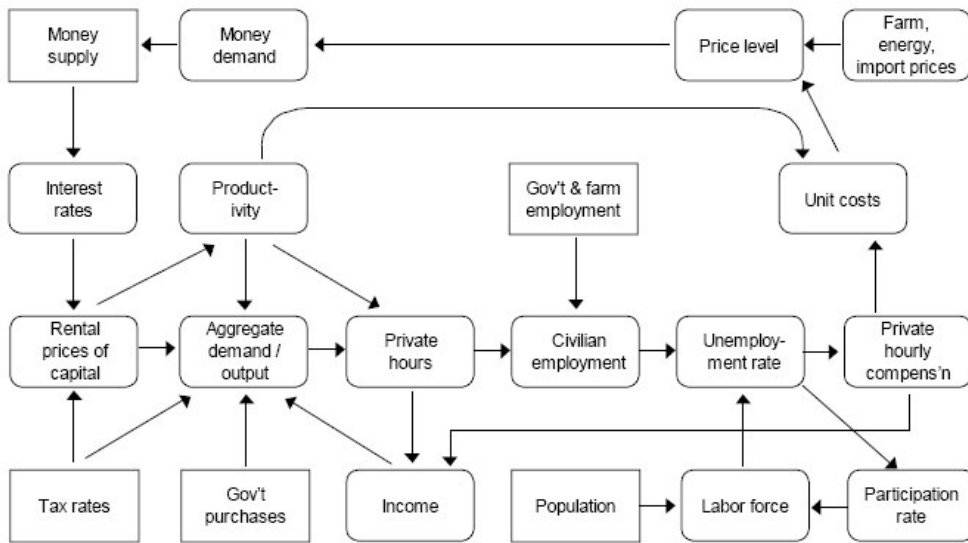 Money
supply
Money
demand
Price level
Farm,
energy,
import prices
Interest
rates
Product-
ivity
Gov't & farm
employment
Unit costs
Rental
prices of
capital
Aggregate
demand /
output
Private
hours
Civilian
employment
Unemploy-
ment rate
Private
hourly
compens'n
Tax rates
Gov't
purchases
Income
Population
Labor force
Participation
rate